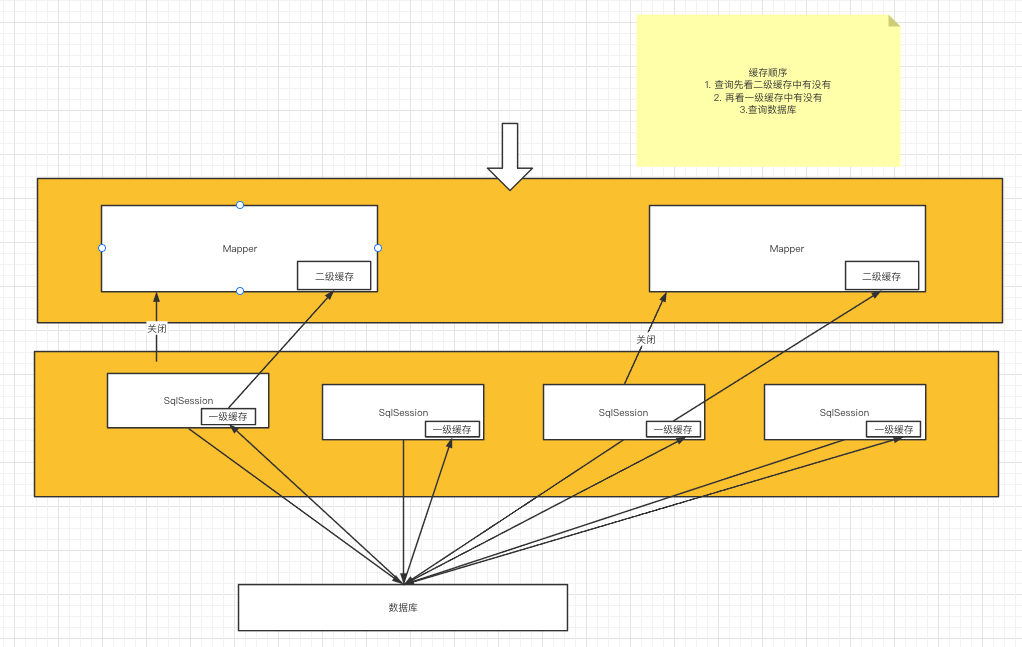 缓存顺序
1. 查询先看二级缓存中有没有
2. 再看一级缓存中有没有
3.查询数据库
Mapper
二级缓存
Mapper
二级缓存
关闭
关闭
SqlSession
一级缓存
SqlSession
一级缓存
SqlSession
一级缓存
SqlSession
一级缓存
数据库